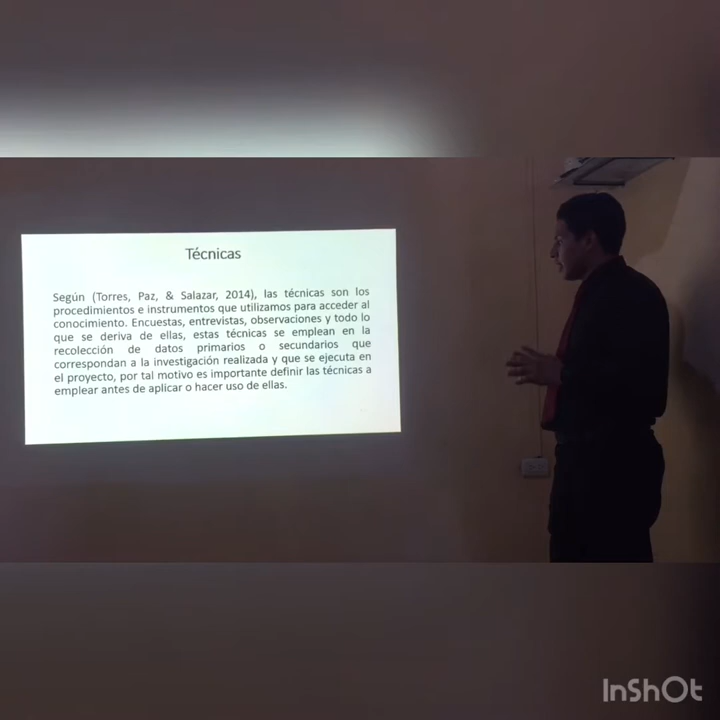 Técnicas
Según (Torres, Paz, & Salazar, 2014), las técnicas son los
procedimientos e instrumentos que utilizamos para acceder al
conocimiento. Encuestas, entrevistas, observaciones y todo lo
que se deriva de ellas, estas técnicas se emplean en la
recolección de datos primarios o secundarios que
correspondan a la investigación realizada y que se ejecuta en
el proyecto, por tal motivo es importante definir las técnicas a
emplear antes de aplicar o hacer uso de ellas.
InShOt